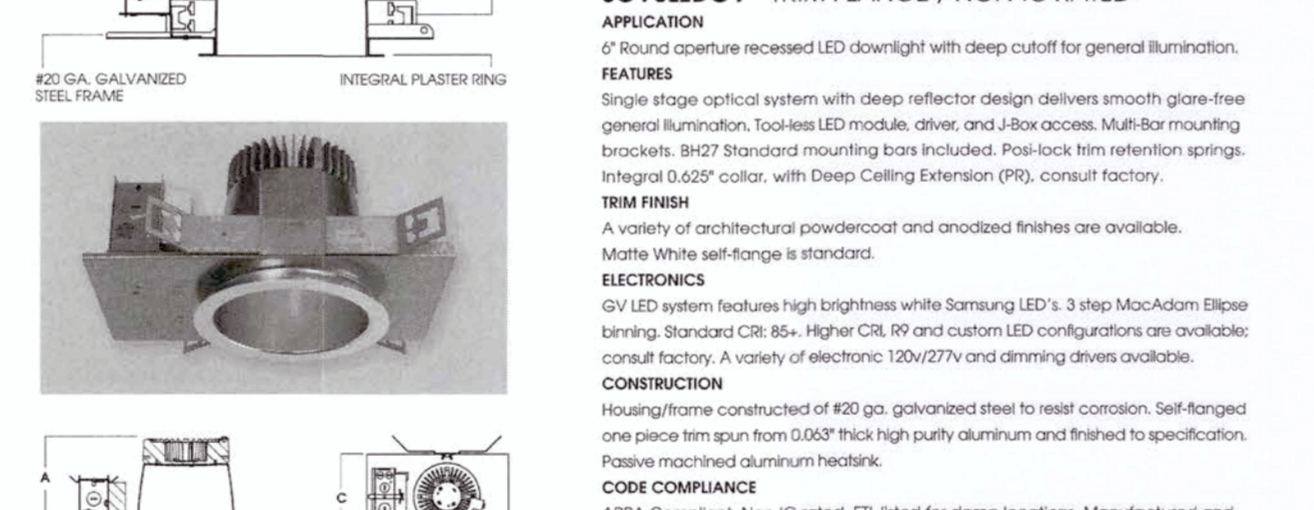 TRIM FLANGE / NON-IC RATED
APPLICATION
6" Round aperture recessed LED downlight with deep cutoff for general illumination.
FEATURES
Single stage optical system with deep reflector design delivers smooth glare-free
general illumination. Tool-less LED module, driver, and J-Box access. Multi-Bar mounting
brackets. BH27 Standard mounting bars included. Posi-lock trim retention springs.
Integral 0.625" collar, with Deep Ceiling Extension (PR), consult factory.
TRIM FINISH
A variety of architectural powdercoat and anodized finishes are available.
Matte White self-flange is standard.
ELECTRONICS
GV LED system features high brightness white Samsung LED's. 3 step MacAdam Ellipse
binning. Standard CRI: 85+. Higher CRI, R9 and custom LED configurations are available;
consult factory. A variety of electronic 120v/277v and dimming drivers available.
CONSTRUCTION
Housing/frame constructed of #20 ga. galvanized steel to resist corrosion. Self-flanged
one piece trim spun from 0.063" thick high purity aluminum and finished to specification.
Passive machined aluminum heatsink.
CODE COMPLIANCE
#20 GA. GALVANIZED
STEEL FRAME
INTEGRAL PLASTER RING
A
C